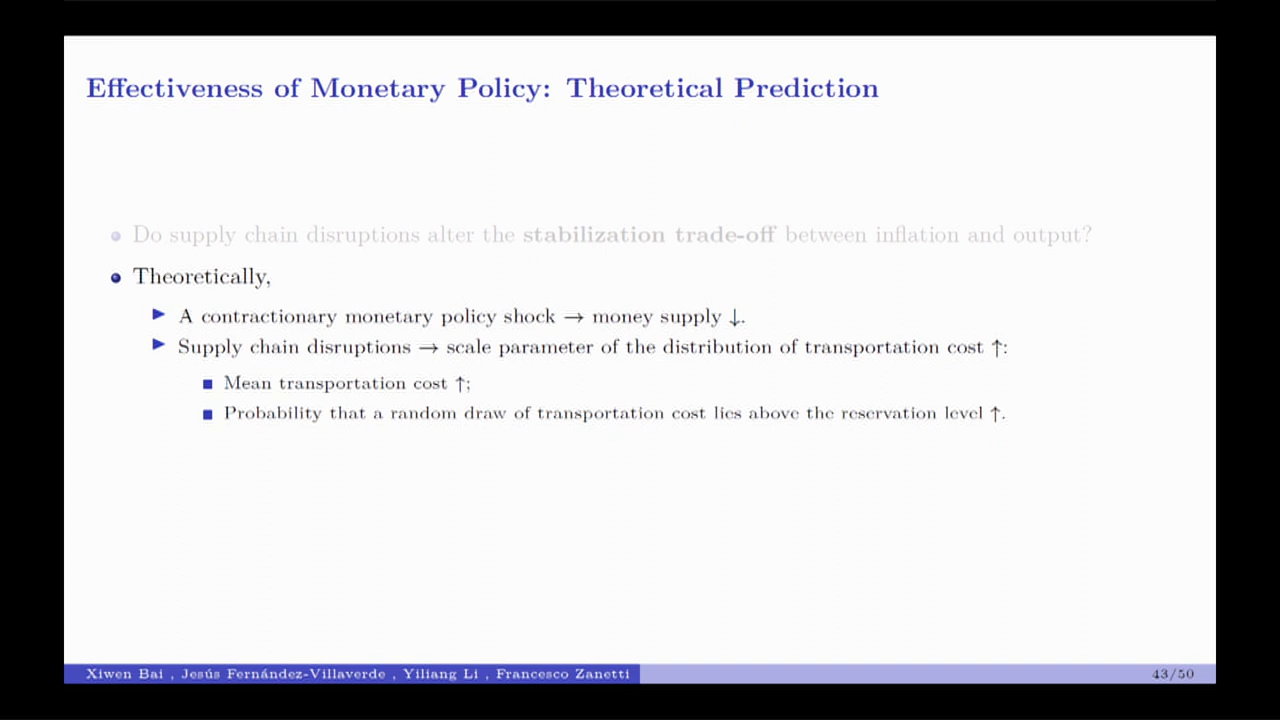 Effectiveness of Monetary Policy: Theoretical Prediction
Do supply chain disruptions alter the stabilization trade-off between inflation and output?
Theoretically,
A contractionary monetary policy shock → money supply ↓.
Supply chain disruptions → scale parameter of the distribution of transportation cost ↑:
Mean transportation cost ↑;
Probability that a random draw of transportation cost lies above the reservation level ↑.
Xiwen Bai , Jesús Fernández-Villaverde , Yiliang Li , Francesco Zanetti
43/50